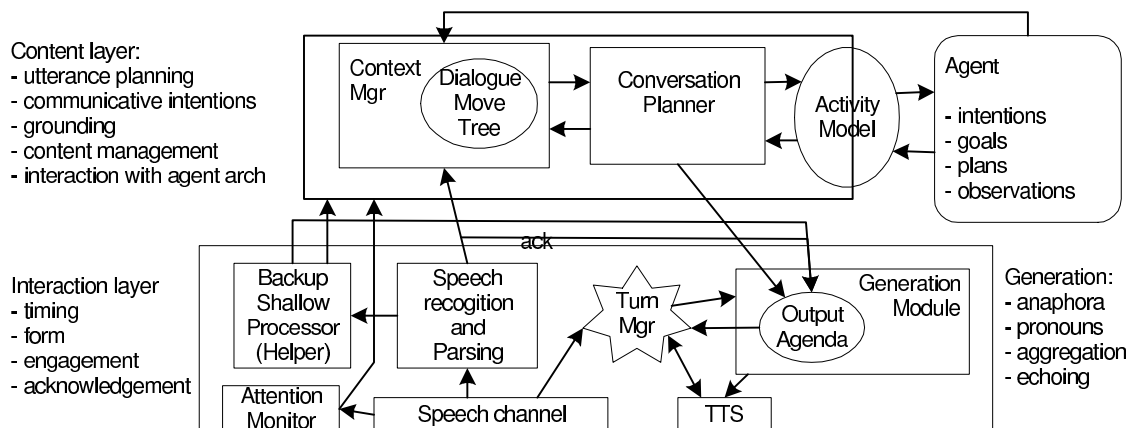 Content layer:
- utterance planning
- communicative intentions
- grounding
- content management
- interaction with agent arch
Context
Mgr
Dialogue
Move
Tree
Conversation
Planner
Activity
Model
Agent
- intentions
- goals
- plans
- observations
ack
Interaction layer
- timing
- form
- engagement
- acknowledgement
Backup
Shallow
Processor
(Helper)
Speech
recogition
and
Parsing
Turn
Mgr
Generation
Module
Output
Agenda
Attention
Monitor
Speech channel
TTS
Generation:
- anaphora
- pronouns
- aggregation
- echoing